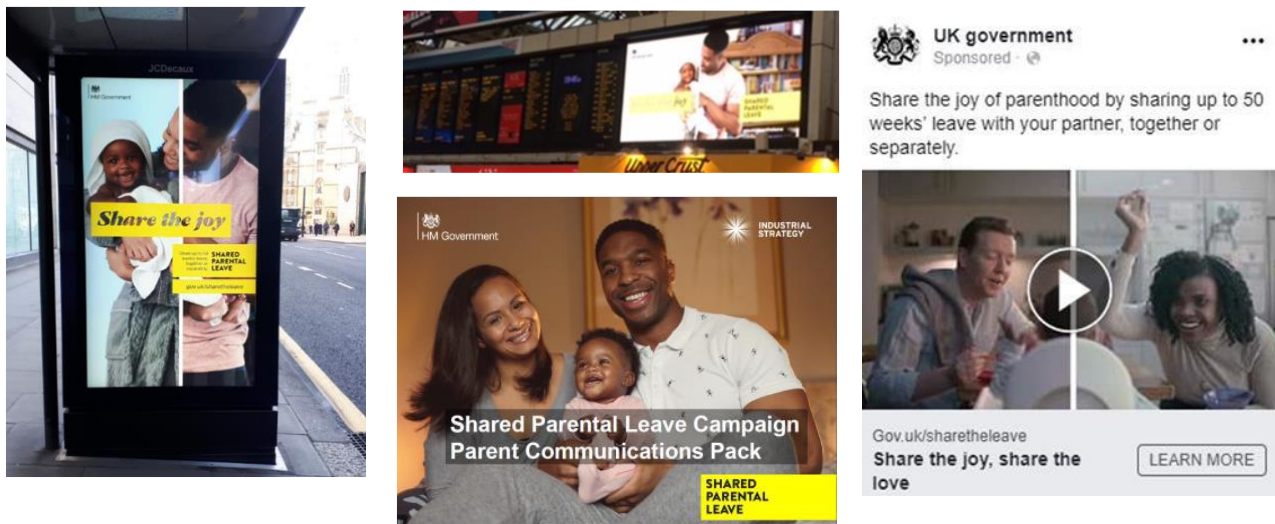 JCDecaux
HM Government
Share the joy
SHARED
PARENTAL
LEAVE
gov.uk/sharetheleave
joy
SHARED
PARENTAL
LEAVE
Upper Crust
HM Government
INDUSTRIAL
STRATEGY
Shared Parental Leave Campaign
Parent Communications Pack
SHARED
PARENTAL
LEAVE
UK government
Sponsored ·
Share the joy of parenthood by sharing up to 50
weeks' leave with your partner, together or
separately.
Gov.uk/sharetheleave
Share the joy, share the
love
LEARN MORE